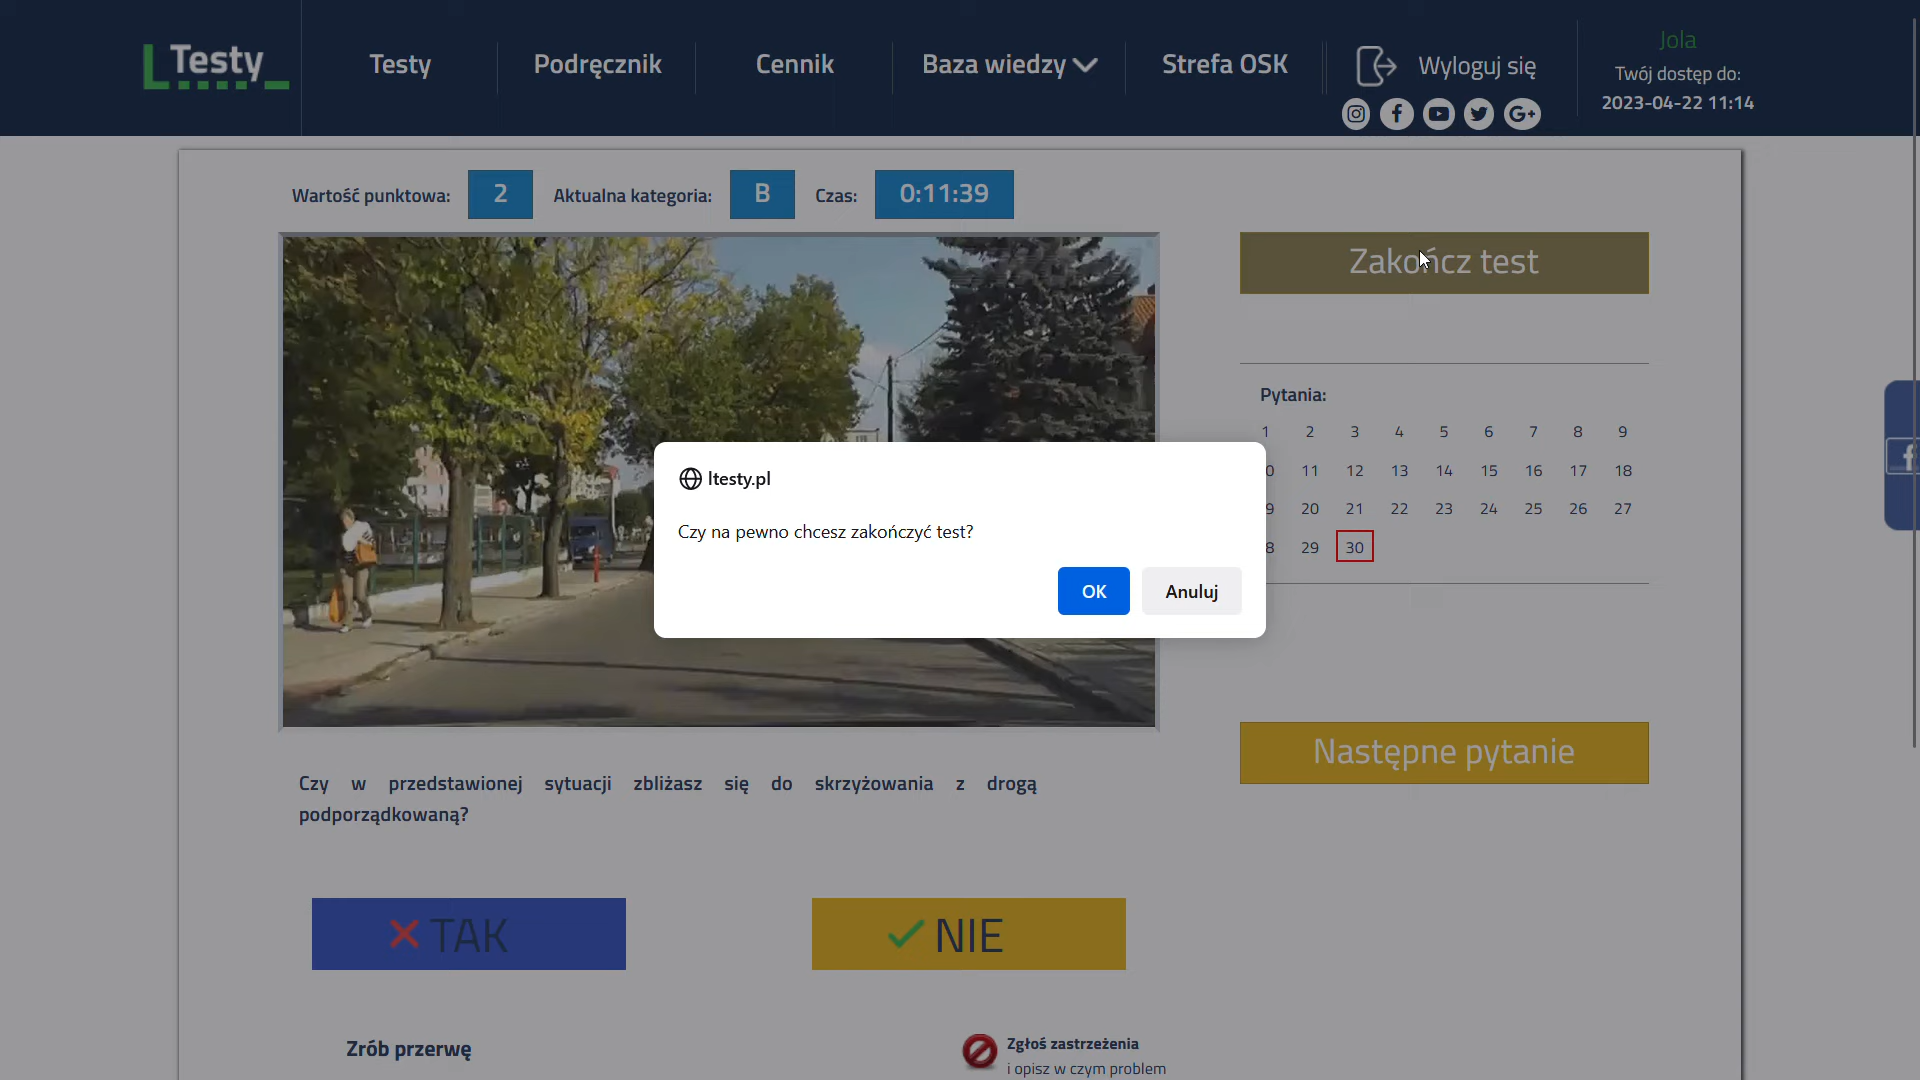 L Testy
Testy
Podręcznik
Cennik
Baza wiedzy
Strefa OSK
Wyloguj się
Jola
Twój dostęp do:
2023-04-22 11:14
Wartość punktowa: 2 Aktualna kategoria: B Czas: 0:11:39
Zakończ test
Pytania:
1 2 3 4 5 6 7 8 9
0 11 12 13 14 15 16 17 18
9 20 21 22 23 24 25 26 27
8 29 30
ltesty.pl
Czy na pewno chcesz zakończyć test?
OK Anuluj
Następne pytanie
Czy w przedstawionej sytuacji zbliżasz się do skrzyżowania z drogą
podporządkowaną?
TAK
NIE
Zrób przerwę
Zgłoś zastrzeżenia
i opisz w czym problem